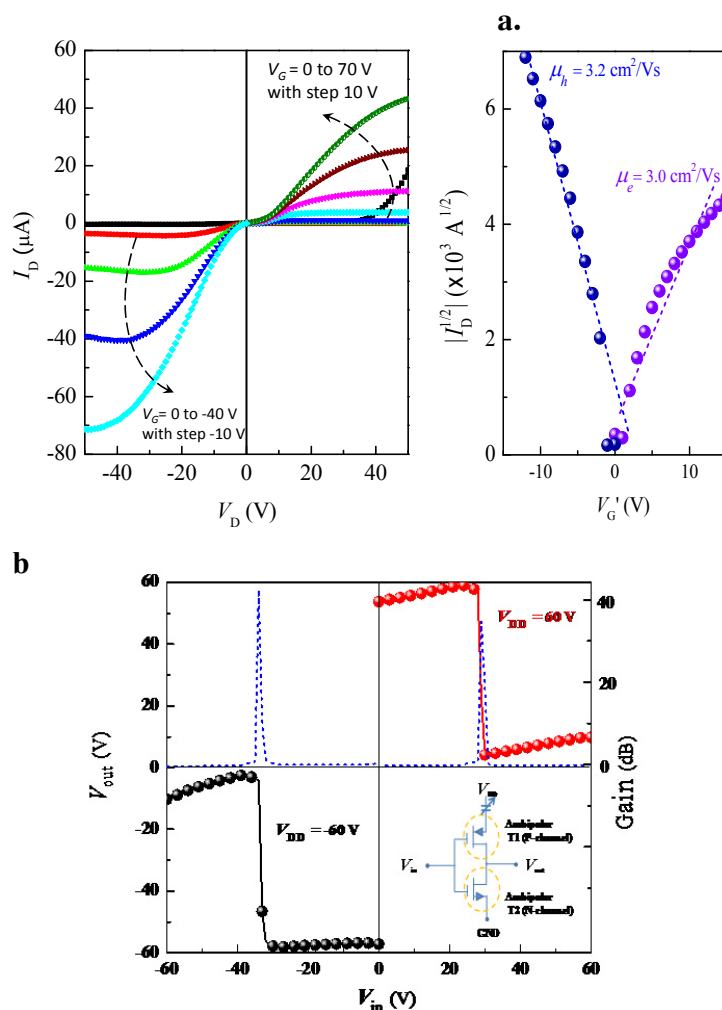 a.
V_G = 0 to 70 V
with step 10 V
V_G = 0 to -40 V
with step -10 V
60
40
20
0
-20
-40
-60
-80
I_D (μA)
-40 -20 0 20 40
V_D (V)
μ_h = 3.2 cm²/Vs
μ_e = 3.0 cm²/Vs
6
4
2
0
|I_D^1/2| (x10³ A^1/2)
-10 0 10
V_G' (V)
b
60
40
20
0
-20
-40
-60
V_out (V)
V_DD = 60 V
V_DD = -60 V
40
20
0
Gain (dB)
V_in
V_out
Ambipolar
T1 (P-channel)
Ambipolar
T2 (N-channel)
GND
-60 -40 -20 0 20 40 60
V_in (V)